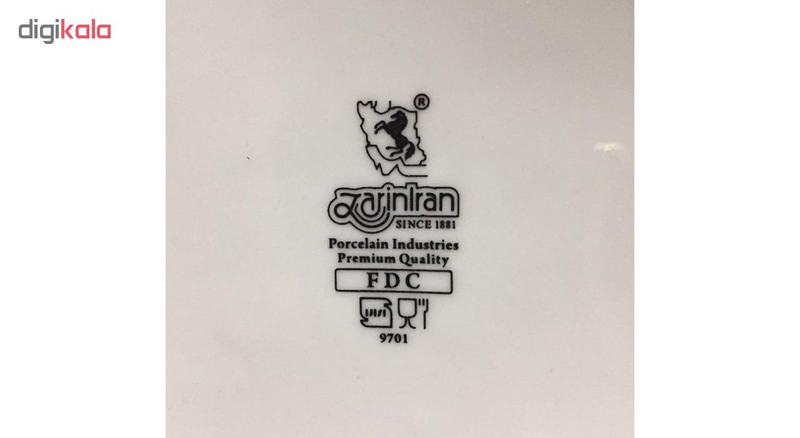 digikala
®
ZarinIran
SINCE 1881
Porcelain Industries
Premium Quality
FDC
9701